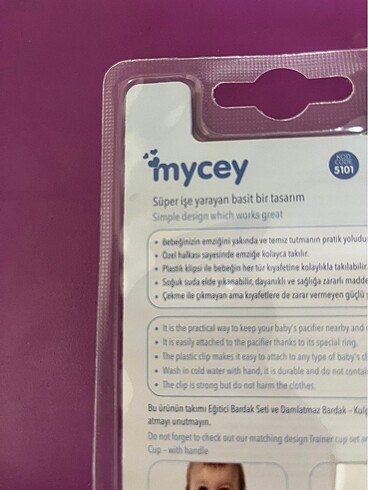 mycey
KOD
CODE
5101
Süper işe yarayan basit bir tasarım
Simple design which works great
• Bebeğinizin emziğini yakında ve temiz tutmanın pratik
• Özel halkası sayesinde emziğe kolayca takılır.
• Plastik klipsi ile bebeğin her tür kıyafetine kolaylıkla takılabilir.
• Soğuk suda elde yıkanabilir, dayanıklı ve sağlığa zararlı
• Çekme ile çıkmayan ama kıyafetlere de zarar vermeyen güçlü
• It is the practical way to keep your baby's pacifier nearby and
• It is easily attached to the pacifier thanks to its special ring.
• The plastic clip makes it easy to attach to any type of baby's
• Wash in cold water with hand, it is durable and do not
• The clip is strong but do not harm the clothes.
Bu ürünün takımı Eğitici Bardak Seti ve Damlatmaz Bardak -
atmayı unutmayın.
Do not forget to check out our matching design Trainer cup set
Cup - with handle